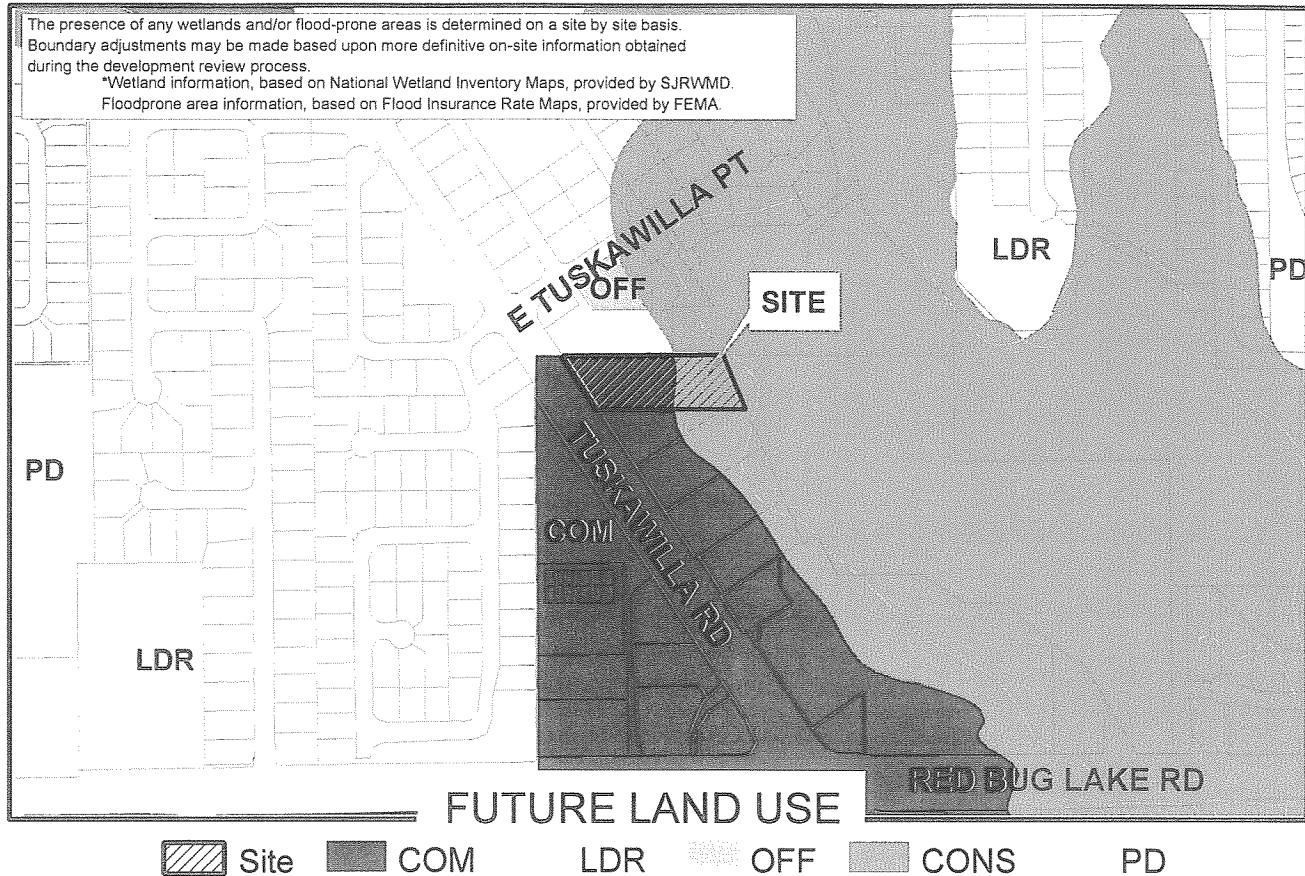 The presence of any wetlands and/or flood-prone areas is determined on a site by site basis.
Boundary adjustments may be made based upon more definitive on-site information obtained
during the development review process.
*Wetland information, based on National Wetland Inventory Maps, provided by SJRWMD.
Floodprone area information, based on Flood Insurance Rate Maps, provided by FEMA.
E TUSKAWILLA PT
OFF
SITE
LDR
PD
PD
TUSKAWILLA RD
COM
LDR
RED BUG LAKE RD
FUTURE LAND USE
Site COM LDR OFF CONS PD